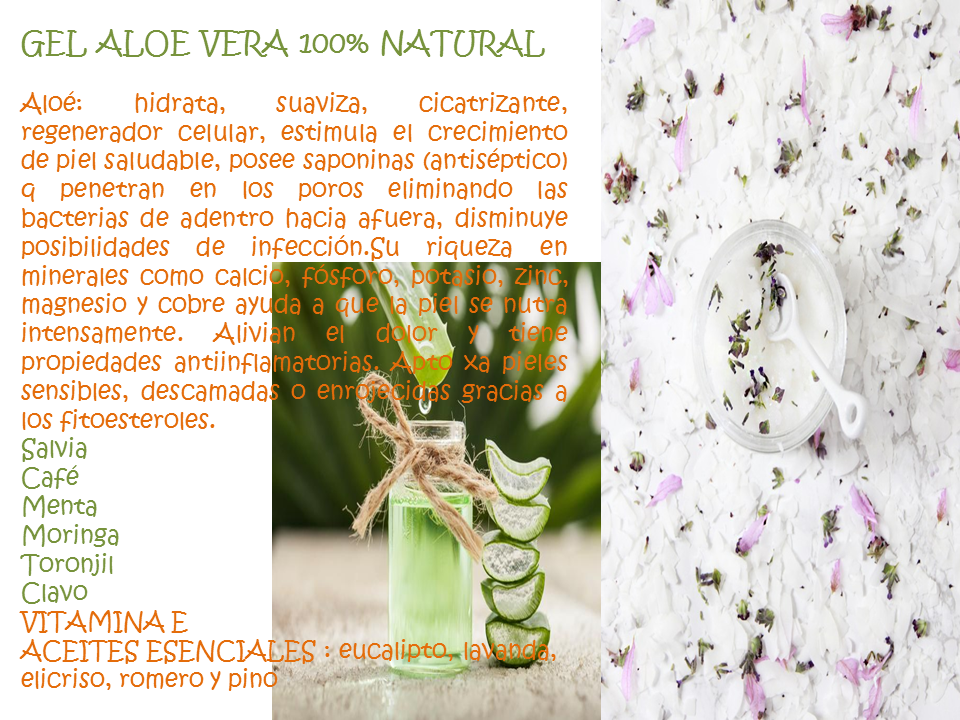 GEL ALOE VERA 100% NATURAL
Aloé: hidrata, suaviza, cicatrizante,
regenerador celular, estimula el crecimiento
de piel saludable, posee saponinas (antiséptico)
q penetran en los poros eliminando las
bacterias de adentro hacia afuera, disminuye
posibilidades de infección.Su riqueza en
minerales como calcio, fósforo, potasio, zinc,
magnesio y cobre ayuda a que la piel se nutra
intensamente. Alivian el dolor y tiene
propiedades antiinflamatorias. Apto xa pieles
sensibles, descamadas o enrojecidas gracias a
los fitoesteroles.
Salvia
Café
Menta
Moringa
Toronjil
Clavo
VITAMINA E
ACEITES ESENCIALES : eucalipto, lavanda,
elicriso, romero y pino